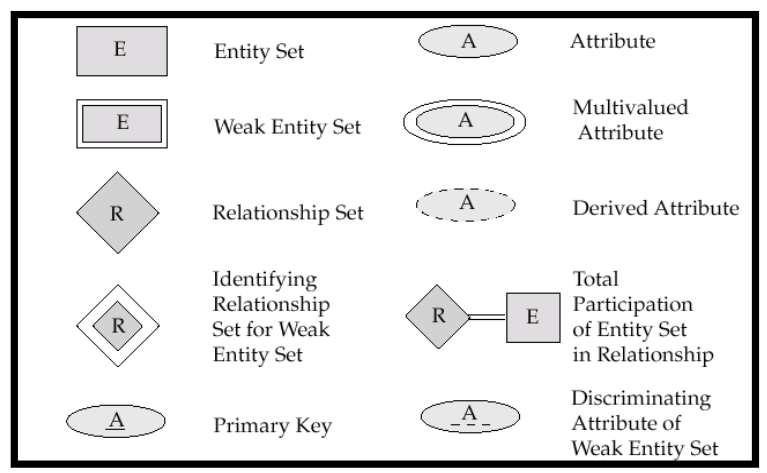 E
Entity Set
A
Attribute
E
Weak Entity Set
A
Multivalued
Attribute
R
Relationship Set
A
Derived Attribute
R
Identifying
Relationship
Set for Weak
Entity Set
R
E
Total
Participation
of Entity Set
in Relationship
A
Primary Key
A
Discriminating
Attribute of
Weak Entity Set